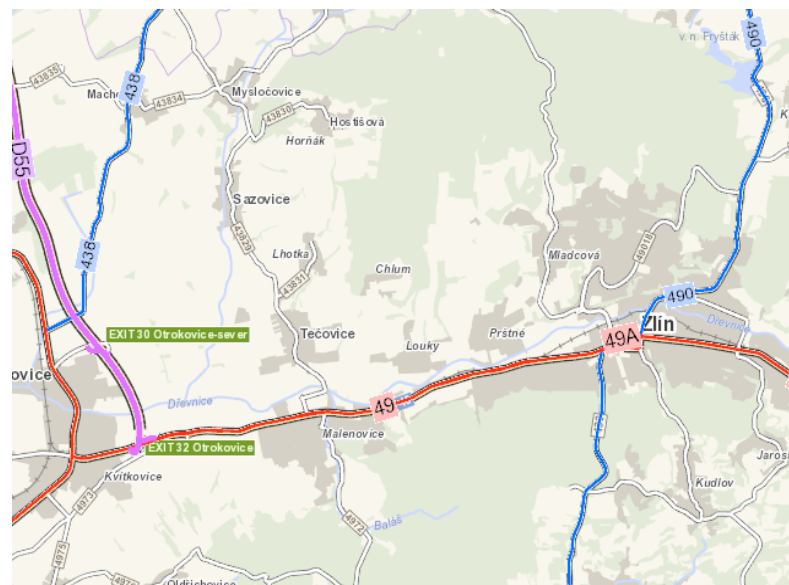 v. n. Fryšták
490
43835
438
Mysločovice
43834
43830
Hostišová
Horňák
D55
Sazovice
438
43829
Lhotka
43831
Chlum
Mladcová
49018
490
EXIT 30 Otrokovice-sever
Tečovice
Louky
Prštné
49A
Zlín
Dřevnice
ovice
Dřevnice
49
Malenovice
EXIT 32 Otrokovice
Kvítkovice
4973
4972
Baláš
Kudlov
4975
Oldřichovice